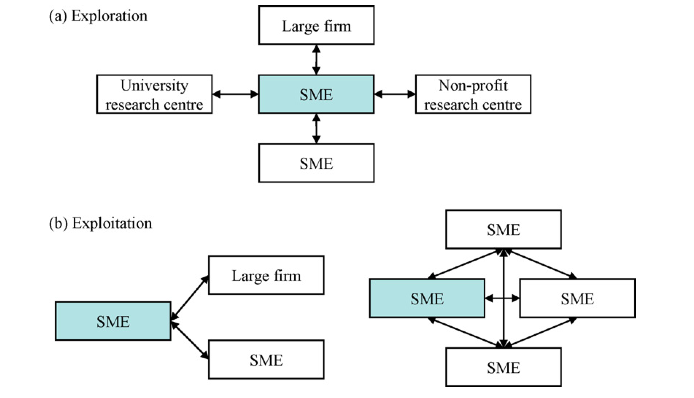 (a) Exploration
Large firm
University
research centre
SME
Non-profit
research centre
SME
(b) Exploitation
SME
Large firm
SME
SME
SME
SME
SME